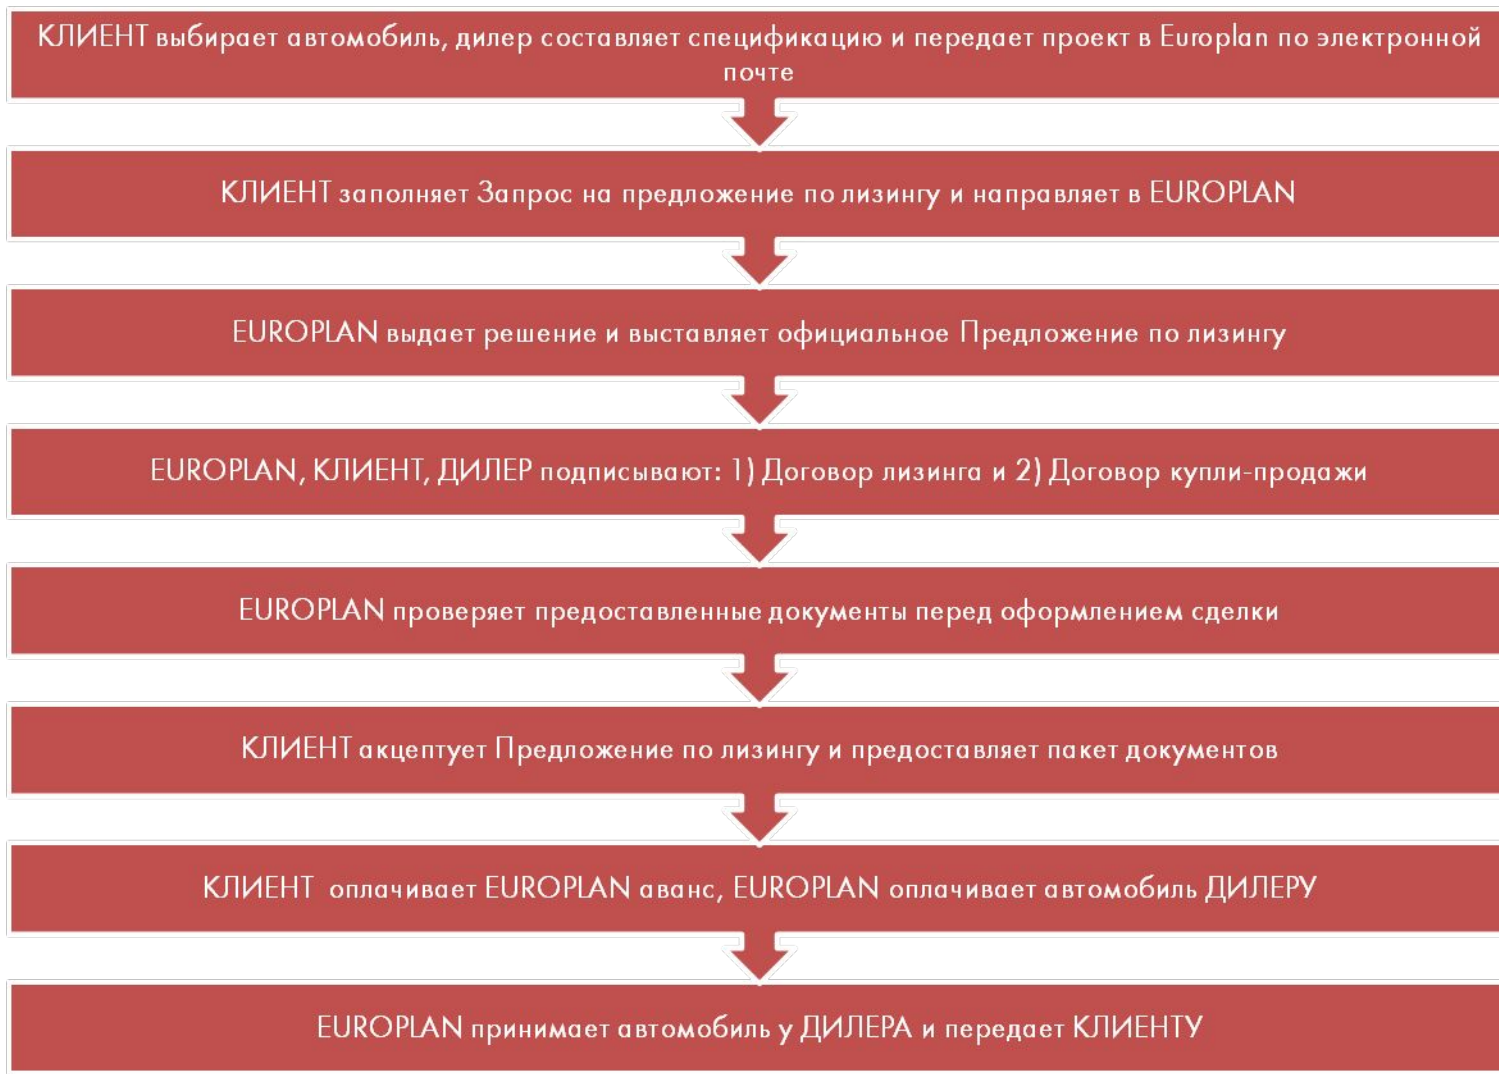 КЛИЕНТ выбирает автомобиль, дилер составляет спецификацию и передает проект в Europlan по электронной
почте
КЛИЕНТ заполняет Запрос на предложение по лизингу и направляет в EUROPLAN
EUROPLAN выдает решение и выставляет официальное Предложение по лизингу
EUROPLAN, КЛИЕНТ, ДИЛЕР подписывают: 1) Договор лизинга и 2) Договор купли-продажи
EUROPLAN проверяет предоставленные документы перед оформлением сделки
КЛИЕНТ акцептует Предложение по лизингу и предоставляет пакет документов
КЛИЕНТ оплачивает EUROPLAN аванс, EUROPLAN оплачивает автомобиль ДИЛЕРУ
EUROPLAN принимает автомобиль у ДИЛЕРА и передает КЛИЕНТУ